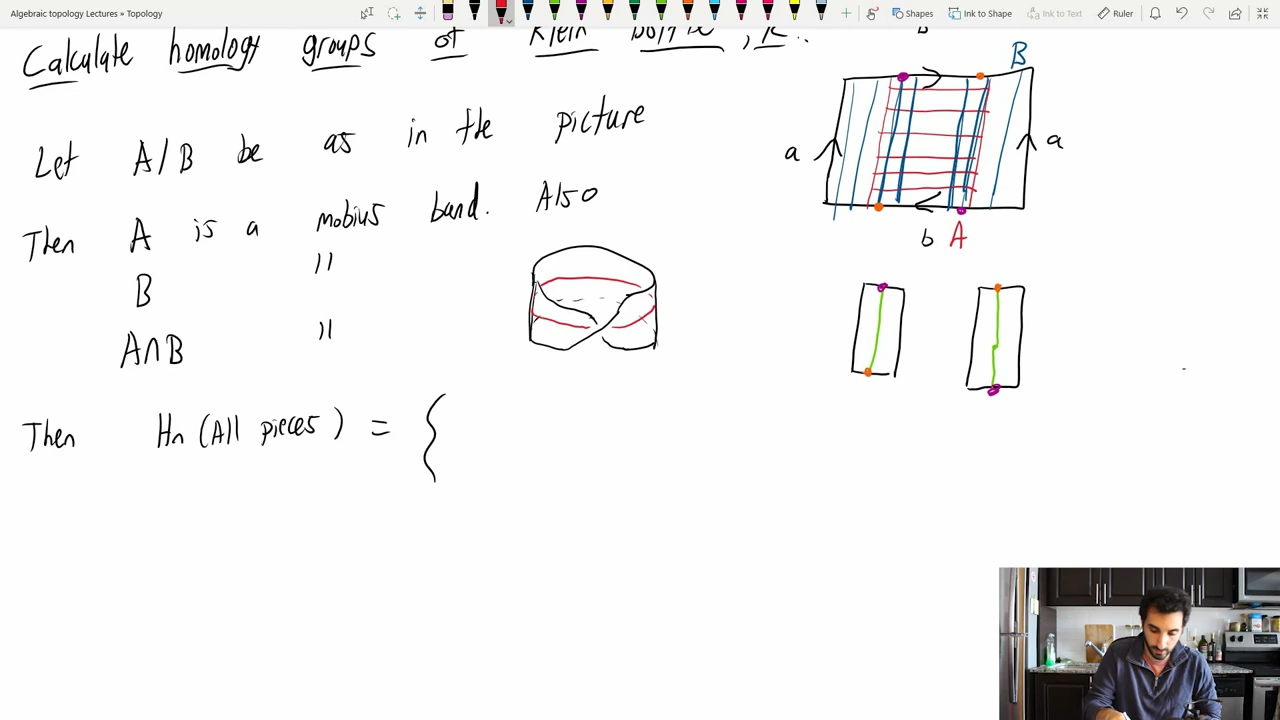 Algebraic topology Lectures » Topology
Shapes
Ink to Shape
Ink to Text
Ruler
Calculate homology groups of Klein bottle, K.
b
B
Let A/B be as in the picture
a
a
Then A is a mobius band. Also
b
A
B "
A∩B "
Then Hn (All pieces) = {